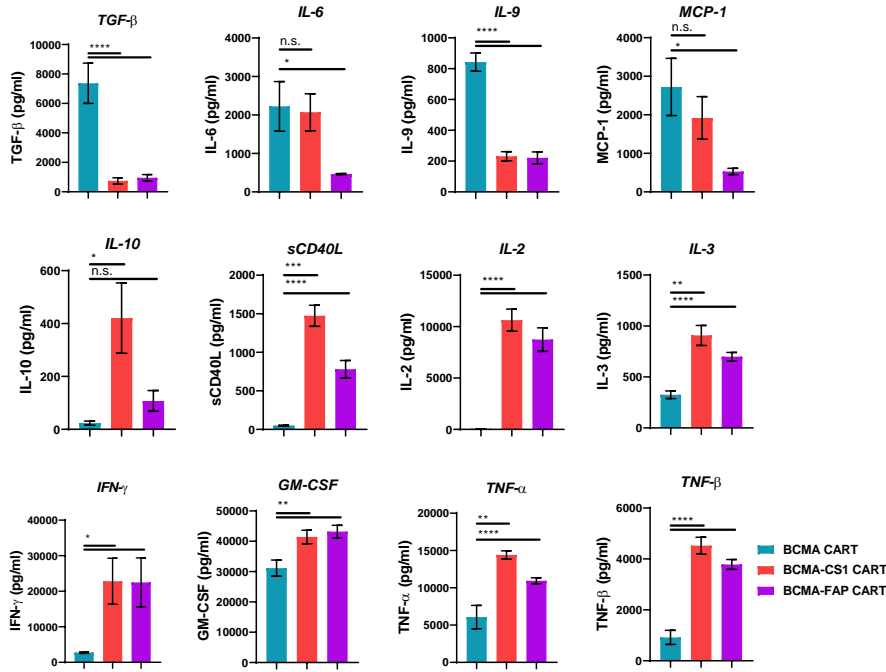 TGF-β
TGF-β (pg/ml)
10000
8000
6000
4000
2000
0
****
IL-6
IL-6 (pg/ml)
4000
3000
2000
1000
0
n.s.
*
IL-9
IL-9 (pg/ml)
1000
800
600
400
200
0
****
MCP-1
MCP-1 (pg/ml)
5000
4000
3000
2000
1000
0
n.s.
*
IL-10
IL-10 (pg/ml)
600
400
200
0
*
n.s.
sCD40L
sCD40L (pg/ml)
2000
1500
1000
500
0
***
****
IL-2
IL-2 (pg/ml)
15000
10000
5000
0
****
IL-3
IL-3 (pg/ml)
1500
1000
500
0
**
****
IFN-γ
IFN-γ (pg/ml)
40000
30000
20000
10000
0
*
GM-CSF
GM-CSF (pg/ml)
50000
40000
30000
20000
10000
0
**
TNF-α
TNF-α (pg/ml)
20000
15000
10000
5000
0
**
****
TNF-β
TNF-β (pg/ml)
6000
4000
2000
0
****
BCMA CART
BCMA-CS1 CART
BCMA-FAP CART